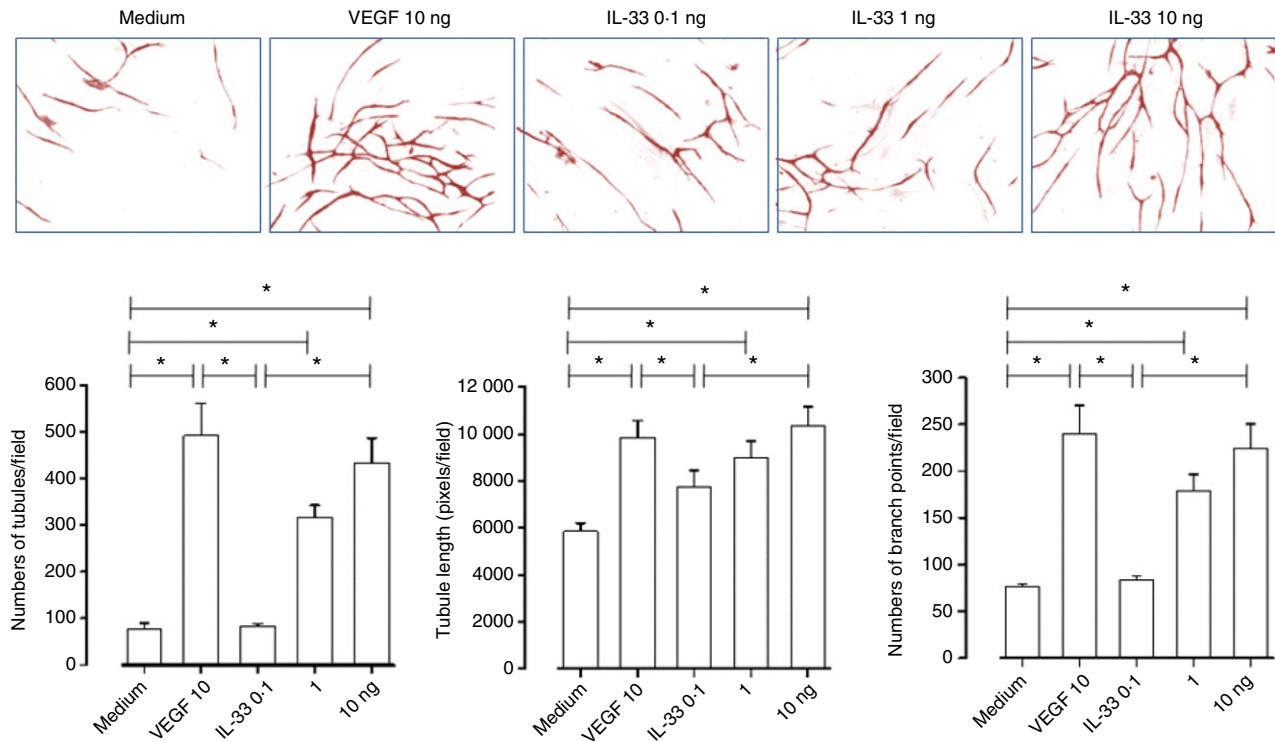 Medium VEGF 10 ng IL-33 0·1 ng IL-33 1 ng IL-33 10 ng
*
*
* * *
Numbers of tubules/field
600
500
400
300
200
100
0
Medium VEGF 10 IL-33 0·1 1 10 ng
*
*
* * *
Tubule length (pixels/field)
12 000
10 000
8000
6000
4000
2000
0
Medium VEGF 10 IL-33 0·1 1 10 ng
*
*
* * *
Numbers of branch points/field
300
250
200
150
100
50
0
Medium VEGF 10 IL-33 0·1 1 10 ng